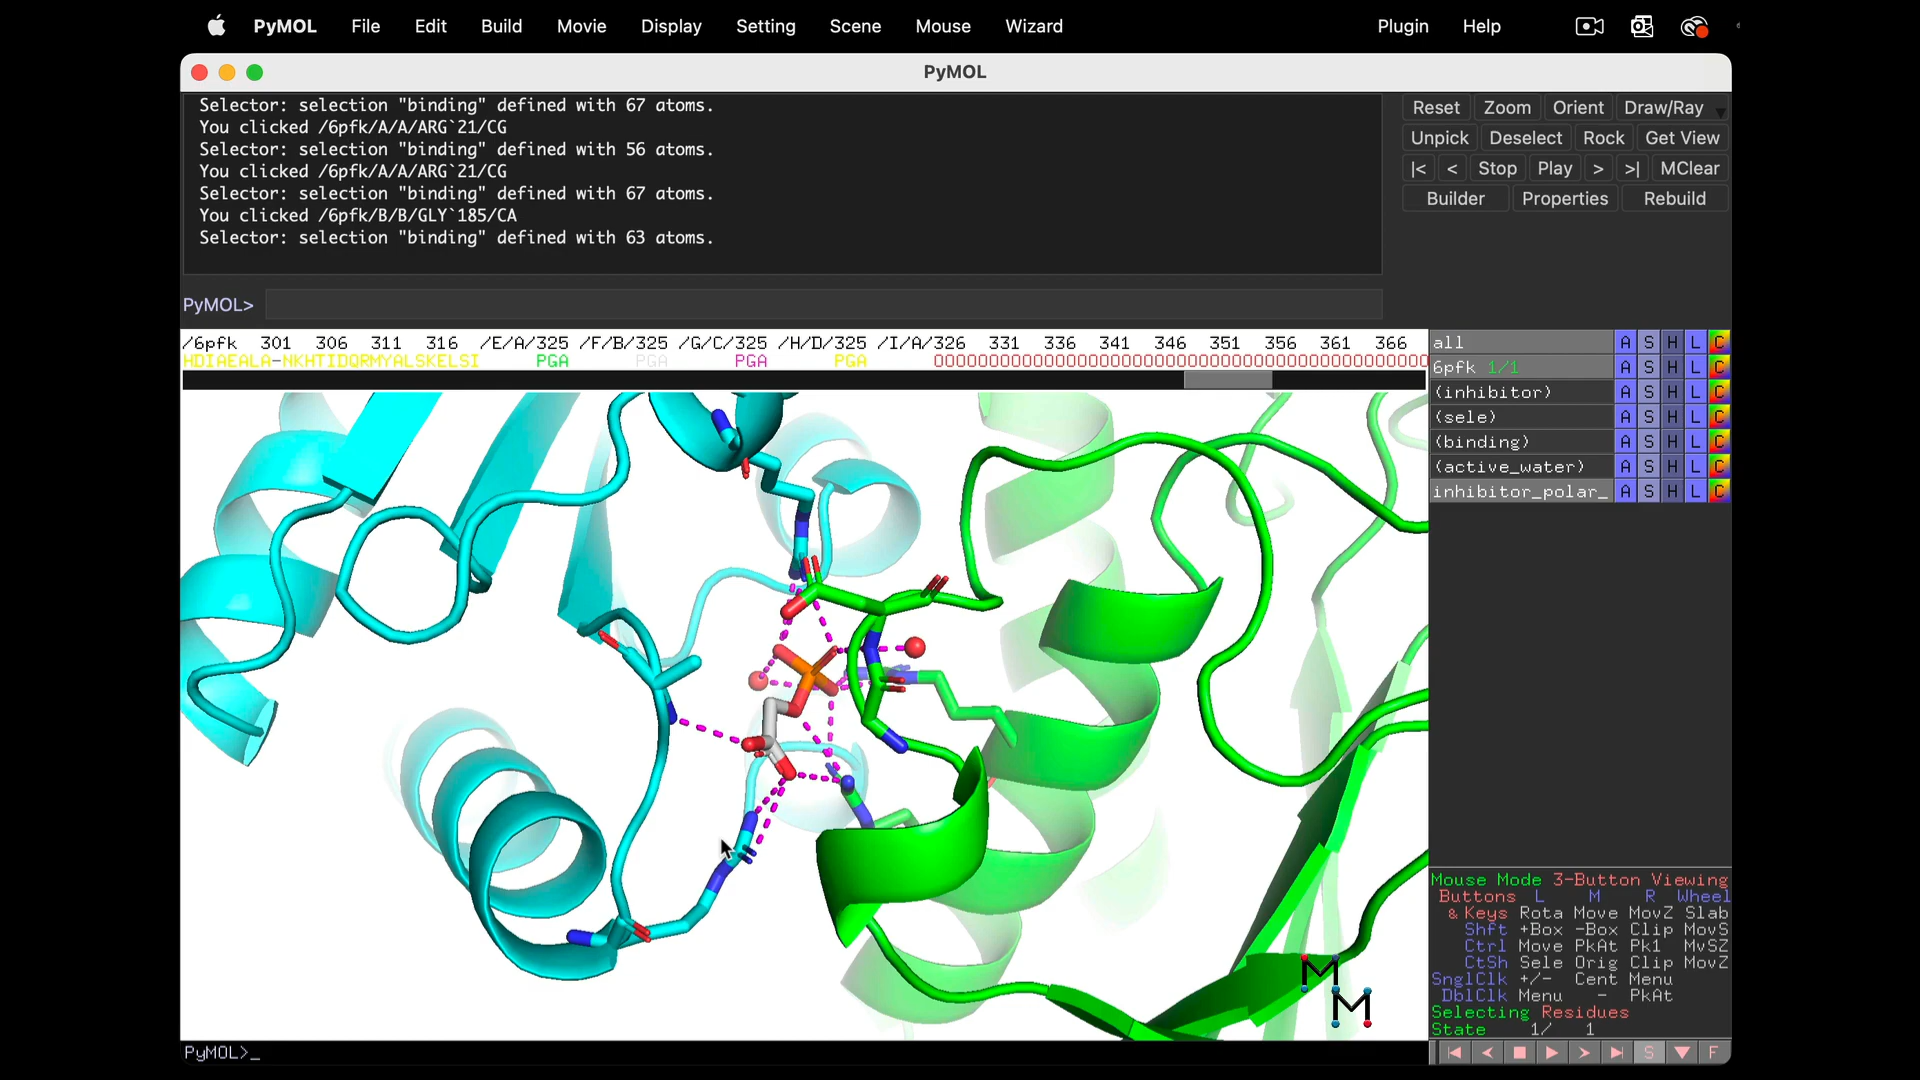 PyMOL File Edit Build Movie Display Setting Scene Mouse Wizard Plugin Help
PyMOL
Selector: selection "binding" defined with 67 atoms.
You clicked /6pfk/A/A/ARG`21/CG
Selector: selection "binding" defined with 56 atoms.
You clicked /6pfk/A/A/ARG`21/CG
Selector: selection "binding" defined with 67 atoms.
You clicked /6pfk/B/B/GLY`185/CA
Selector: selection "binding" defined with 63 atoms.
Reset Zoom Orient Draw/Ray
Unpick Deselect Rock Get View
|< < Stop Play > >| MClear
Builder Properties Rebuild
PyMOL>
/6pfk 301 306 311 316 /E/A/325 /F/B/325 /G/C/325 /H/D/325 /I/A/326 331 336 341 346 351 356 361 366
HDIAEALA-NKHTIDQRMYALSKELSI PGA PGA PGA PGA
all A S H L C
6pfk 1/1 A S H L C
(inhibitor) A S H L C
(sele) A S H L C
(binding) A S H L C
(active_water) A S H L C
inhibitor_polar_ A S H L C
M
M
Mouse Mode 3-Button Viewing
Buttons L M R Wheel
& Keys Rota Move MovZ Slab
Shft +Box -Box Clip MovS
Ctrl Move PkAt Pk1 MvSZ
CtSh Sele Orig Clip MovZ
SnglClk +/- Cent Menu
DblClk Menu - PkAt
Selecting Residues
State 1/ 1
PyMOL>_
S F